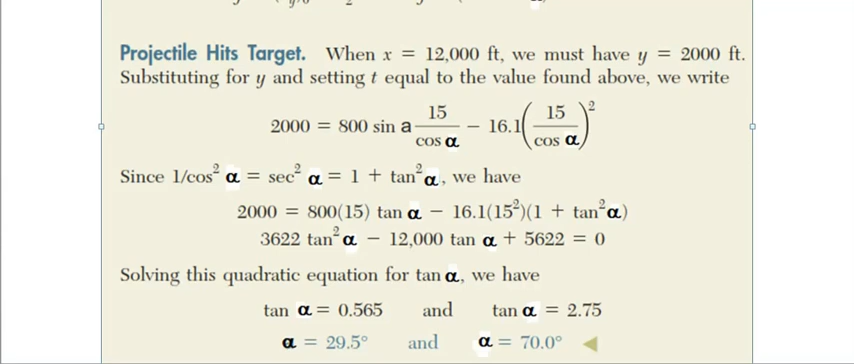 Projectile Hits Target. When x = 12,000 ft, we must have y = 2000 ft.
Substituting for y and setting t equal to the value found above, we write
2000 = 800 sin a 15/cos α − 16.1(15/cos α)²
Since 1/cos² α = sec² α = 1 + tan² α, we have
2000 = 800(15) tan α − 16.1(15²)(1 + tan² α)
3622 tan² α − 12,000 tan α + 5622 = 0
Solving this quadratic equation for tan α, we have
tan α = 0.565 and tan α = 2.75
α = 29.5° and α = 70.0° ◀